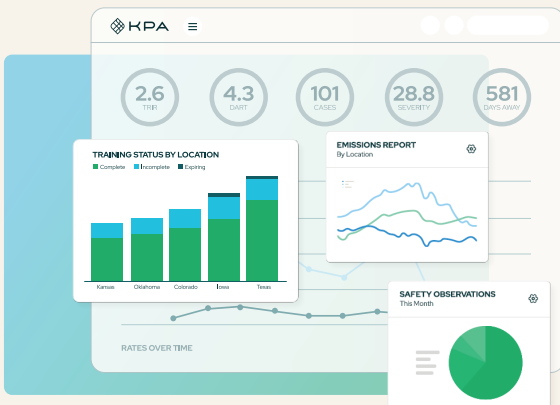 KPA
2.6
TRIR
4.3
DART
101
CASES
28.8
SEVERITY
581
DAYS AWAY
TRAINING STATUS BY LOCATION
Complete Incomplete Expiring
Kansas Oklahoma Colorado Iowa Texas
EMISSIONS REPORT
By Location
SAFETY OBSERVATIONS
This Month
RATES OVER TIME